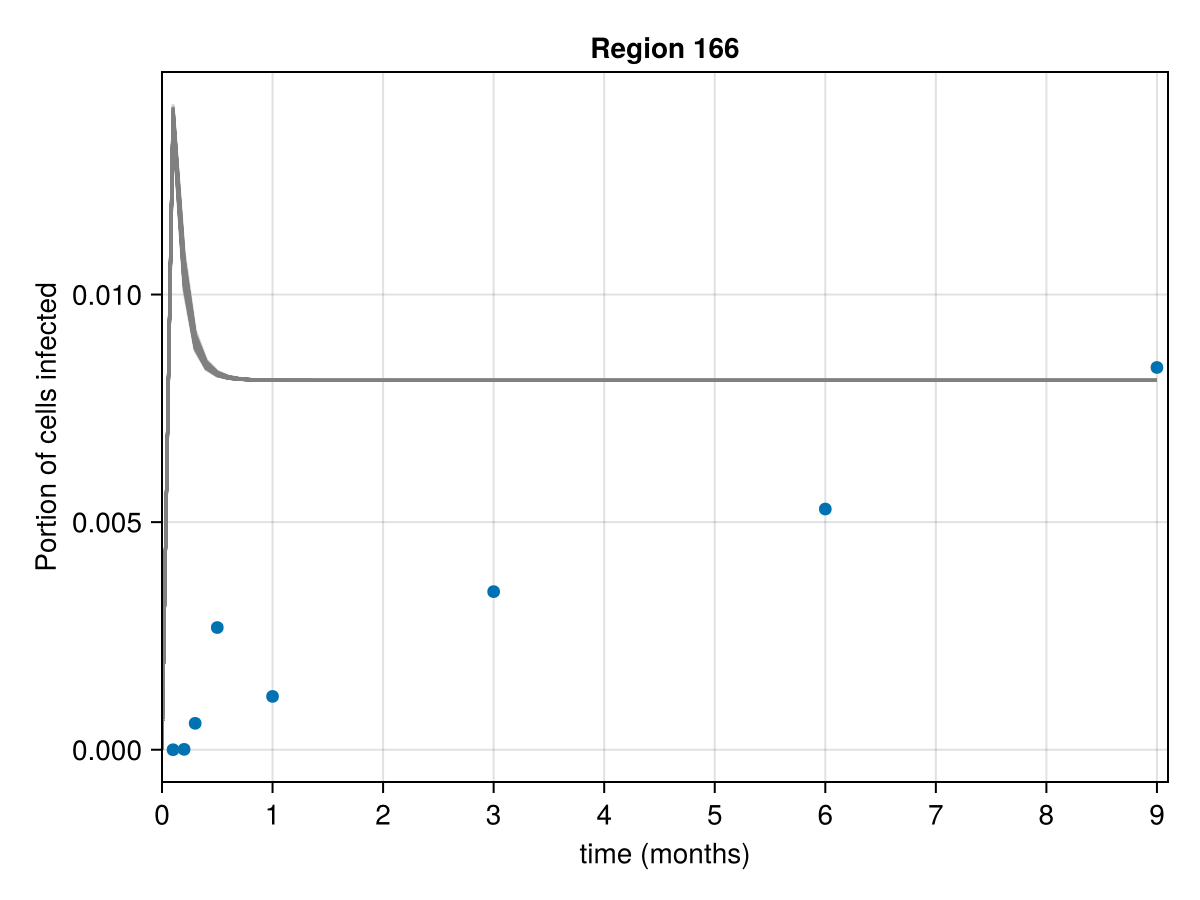 Region 166
Portion of cells infected
0.010
0.005
0.000
0 1 2 3 4 5 6 7 8 9
time (months)